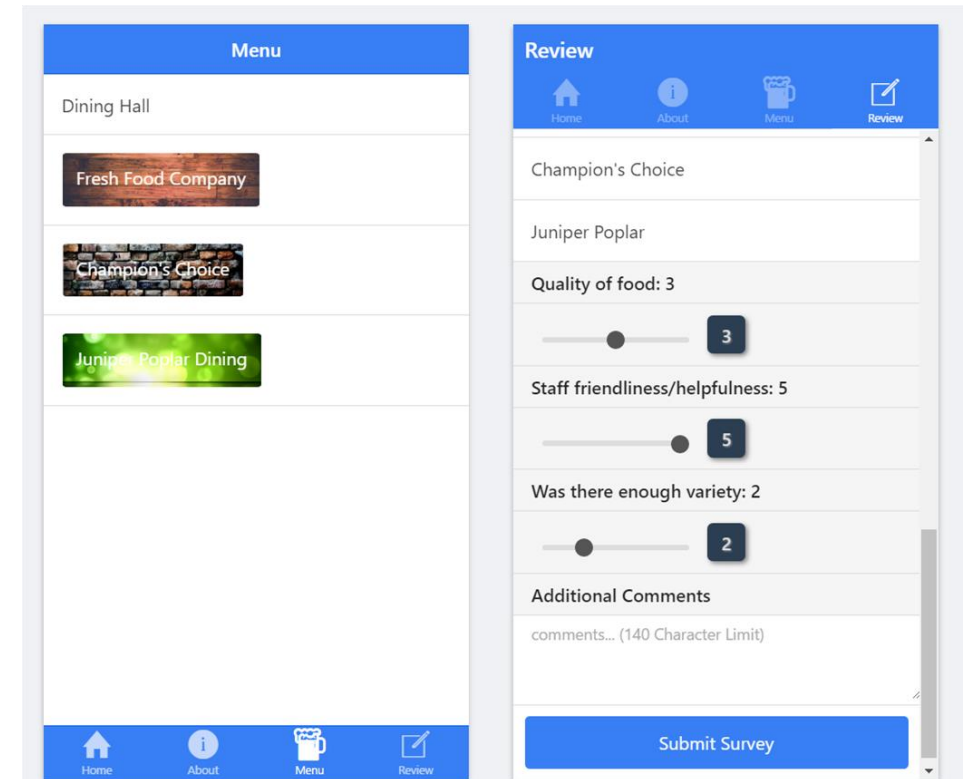 Menu
Dining Hall
Fresh Food Company
Champion's Choice
Juniper Poplar Dining
Home About Menu Review
Review
Home About Menu Review
Champion's Choice
Juniper Poplar
Quality of food: 3
3
Staff friendliness/helpfulness: 5
5
Was there enough variety: 2
2
Additional Comments
comments... (140 Character Limit)
Submit Survey